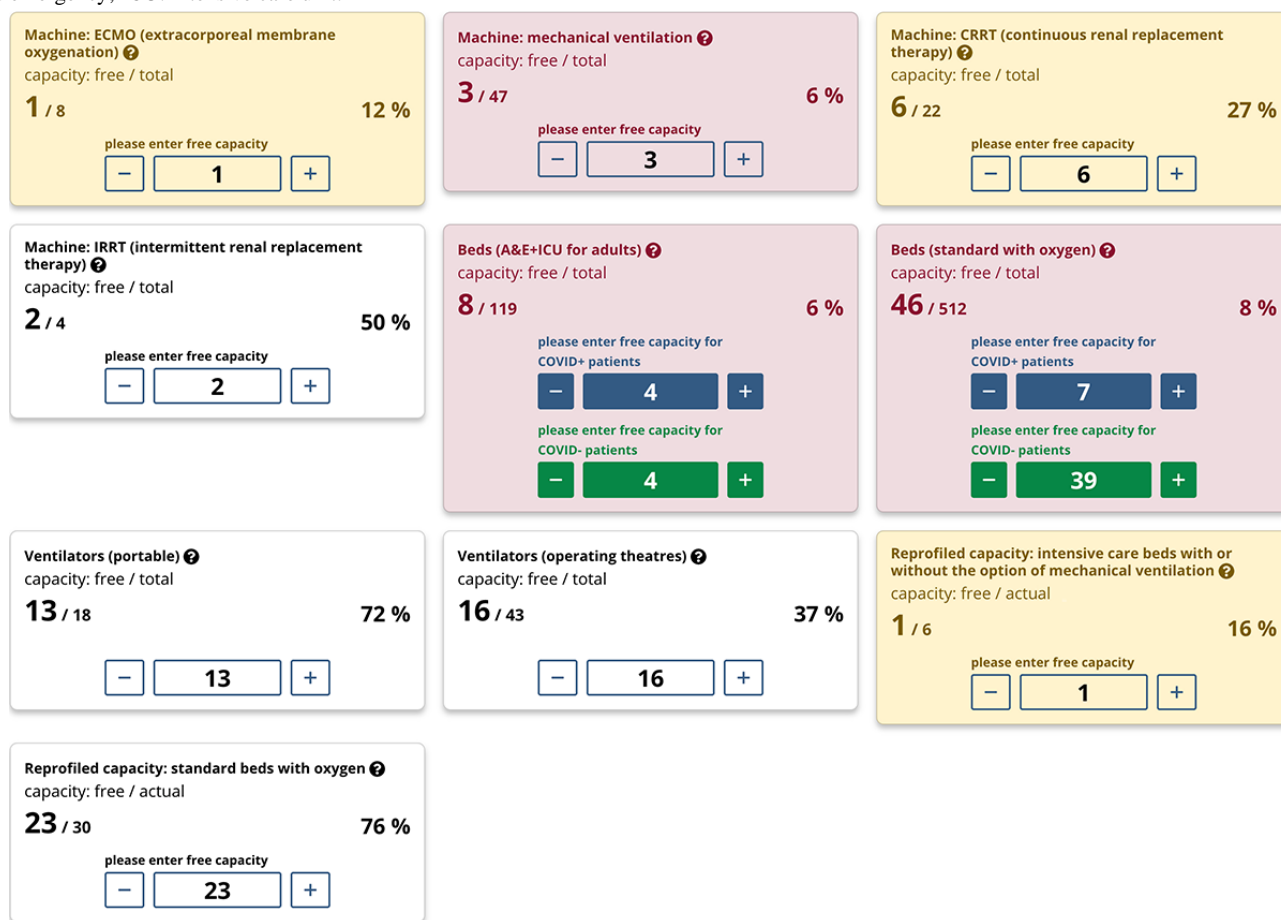 Machine: ECMO (extracorporeal membrane
oxygenation) ?
capacity: free / total
1 / 8 12 %
please enter free capacity
− 1 +
Machine: mechanical ventilation ?
capacity: free / total
3 / 47 6 %
please enter free capacity
− 3 +
Machine: CRRT (continuous renal replacement
therapy) ?
capacity: free / total
6 / 22 27 %
please enter free capacity
− 6 +
Machine: IRRT (intermittent renal replacement
therapy) ?
capacity: free / total
2 / 4 50 %
please enter free capacity
− 2 +
Beds (A&E+ICU for adults) ?
capacity: free / total
8 / 119 6 %
please enter free capacity for
COVID+ patients
− 4 +
please enter free capacity for
COVID- patients
− 4 +
Beds (standard with oxygen) ?
capacity: free / total
46 / 512 8 %
please enter free capacity for
COVID+ patients
− 7 +
please enter free capacity for
COVID- patients
− 39 +
Ventilators (portable) ?
capacity: free / total
13 / 18 72 %
− 13 +
Ventilators (operating theatres) ?
capacity: free / total
16 / 43 37 %
− 16 +
Reprofiled capacity: intensive care beds with or
without the option of mechanical ventilation ?
capacity: free / actual
1 / 6 16 %
please enter free capacity
− 1 +
Reprofiled capacity: standard beds with oxygen ?
capacity: free / actual
23 / 30 76 %
please enter free capacity
− 23 +